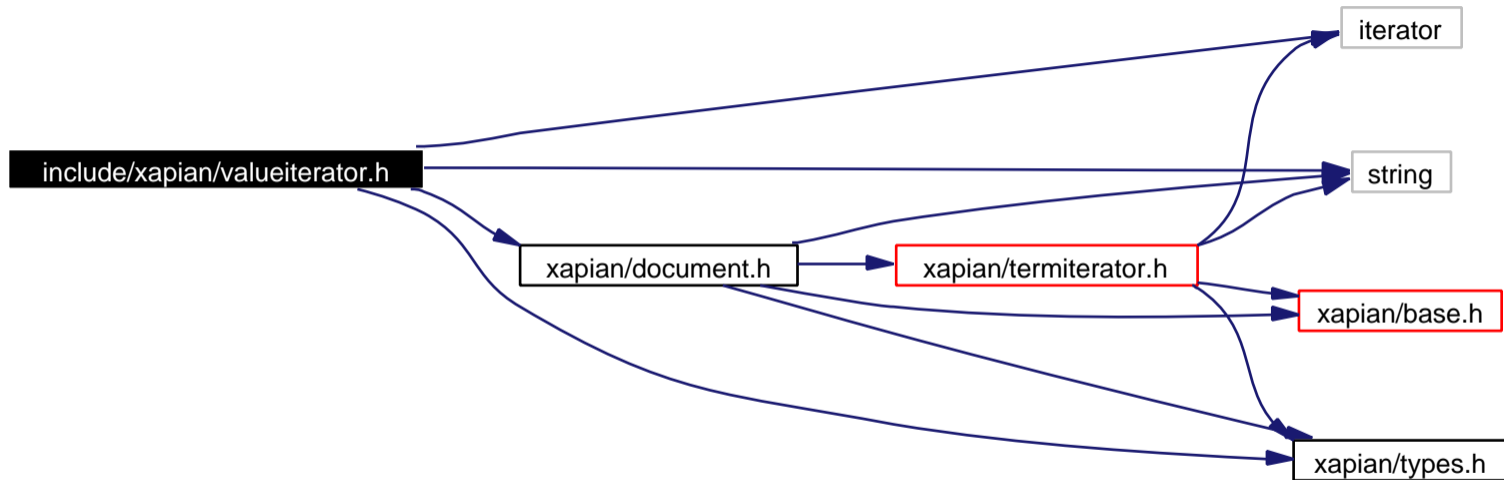 iterator
include/xapian/valueiterator.h
string
xapian/document.h
xapian/termiterator.h
xapian/base.h
xapian/types.h